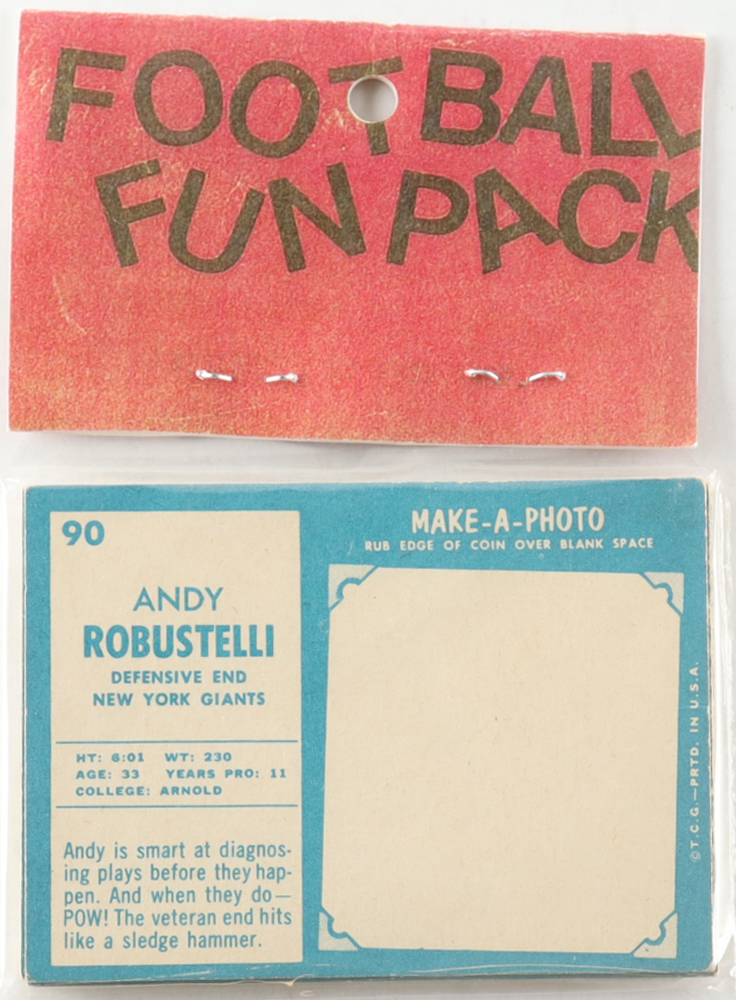 FOOTBALL
FUN PACK
90
ANDY
ROBUSTELLI
DEFENSIVE END
NEW YORK GIANTS
HT: 6:01 WT: 230
AGE: 33 YEARS PRO: 11
COLLEGE: ARNOLD
Andy is smart at diagnos-
ing plays before they hap-
pen. And when they do—
POW! The veteran end hits
like a sledge hammer.
MAKE-A-PHOTO
RUB EDGE OF COIN OVER BLANK SPACE
©T.C.G.—PRTD. IN U.S.A.